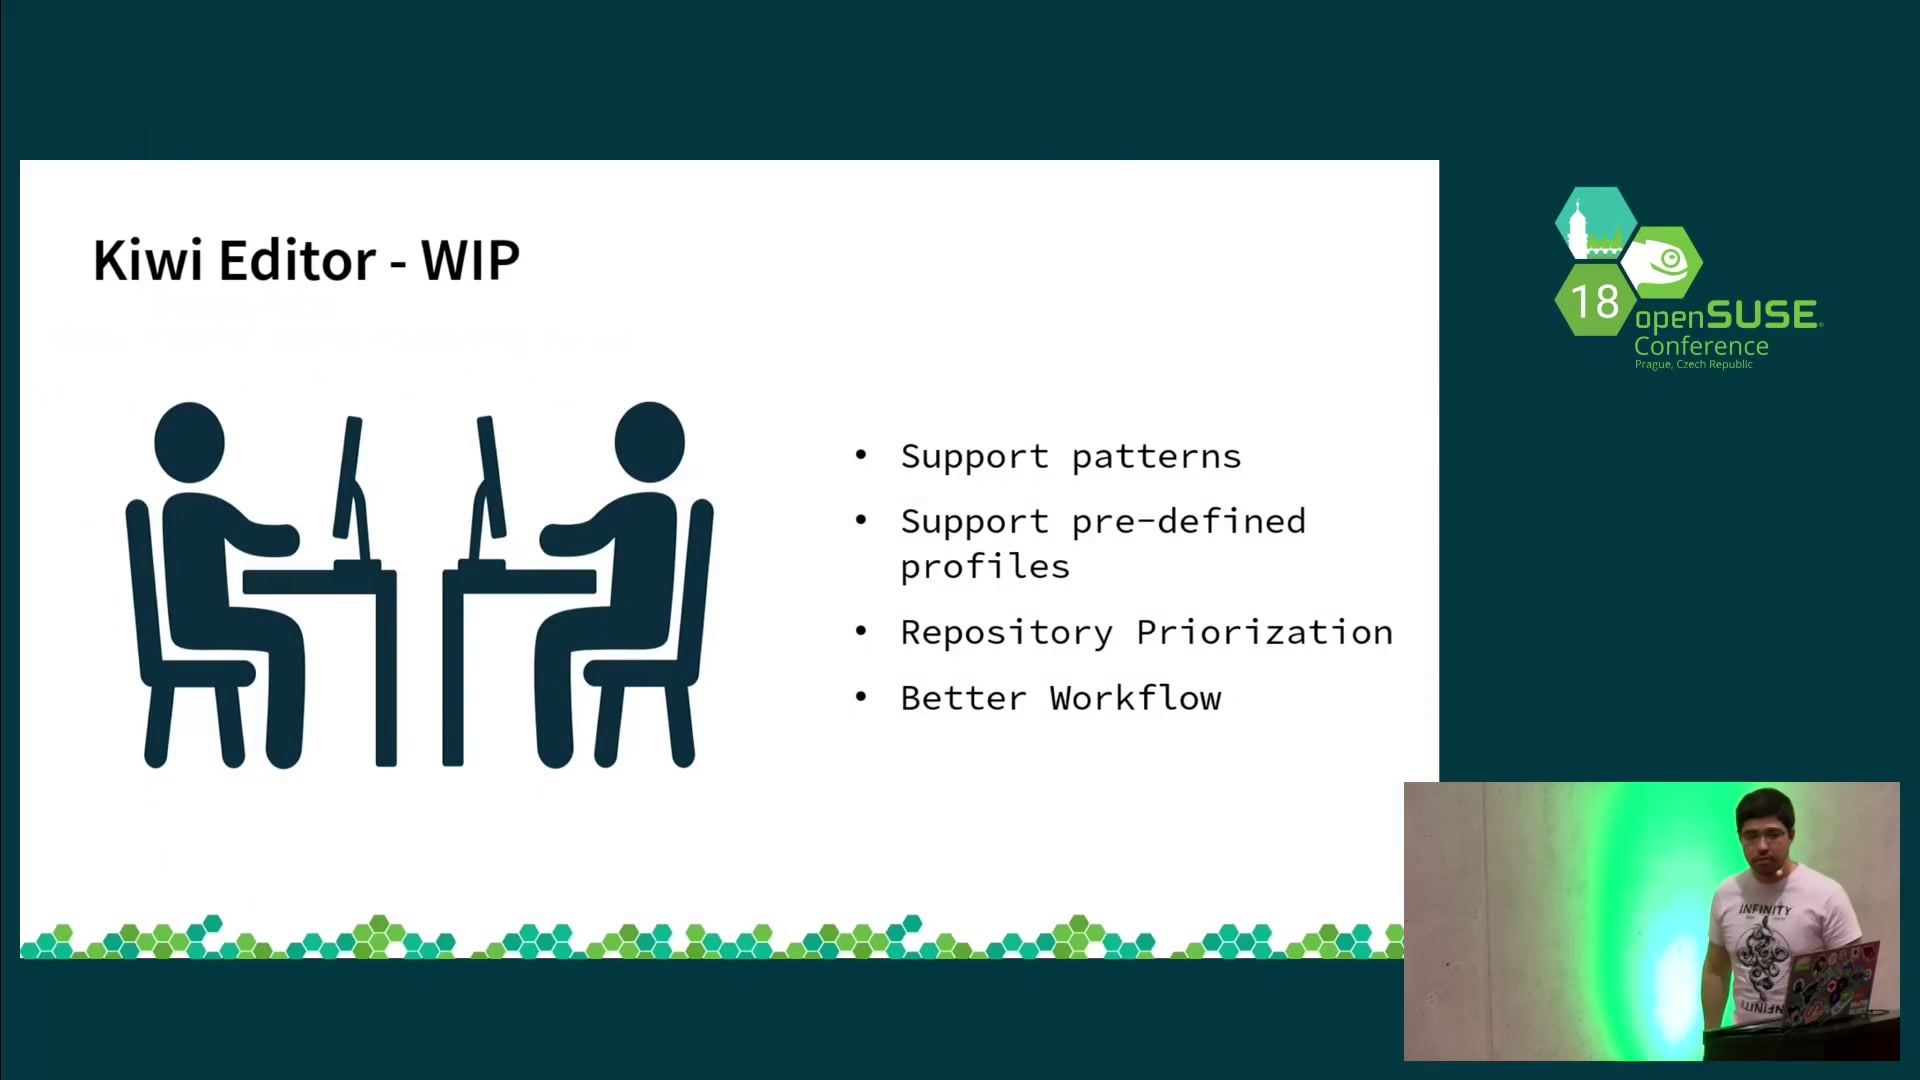 Kiwi Editor - WIP
• Support patterns
• Support pre-defined
profiles
• Repository Priorization
• Better Workflow
18
openSUSE
Conference
Prague, Czech Republic
INFINITY